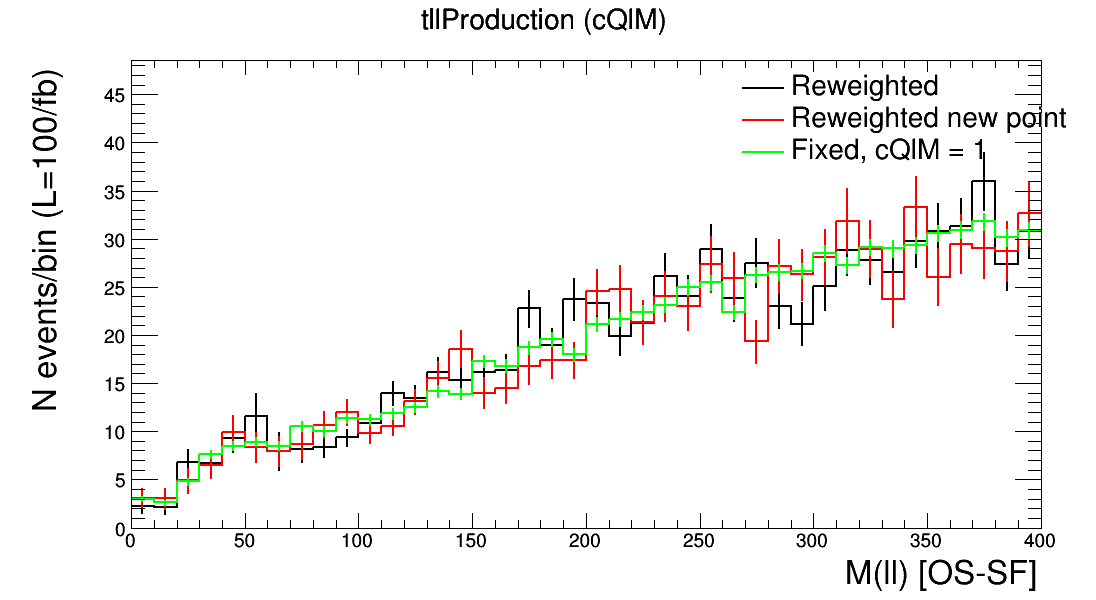 tllProduction (cQlM)
N events/bin (L=100/fb)
Reweighted
Reweighted new point
Fixed, cQlM = 1
45
40
35
30
25
20
15
10
5
0
0 50 100 150 200 250 300 350 400
M(ll) [OS-SF]